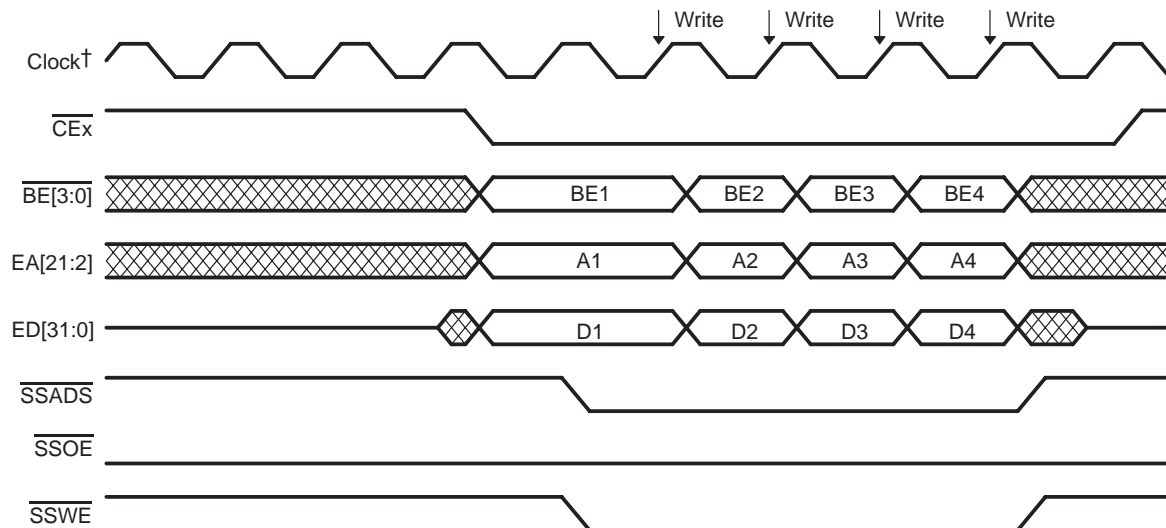 Write Write Write Write
Clock†
CEx
BE[3:0] BE1 BE2 BE3 BE4
EA[21:2] A1 A2 A3 A4
ED[31:0] D1 D2 D3 D4
SSADS
SSOE
SSWE